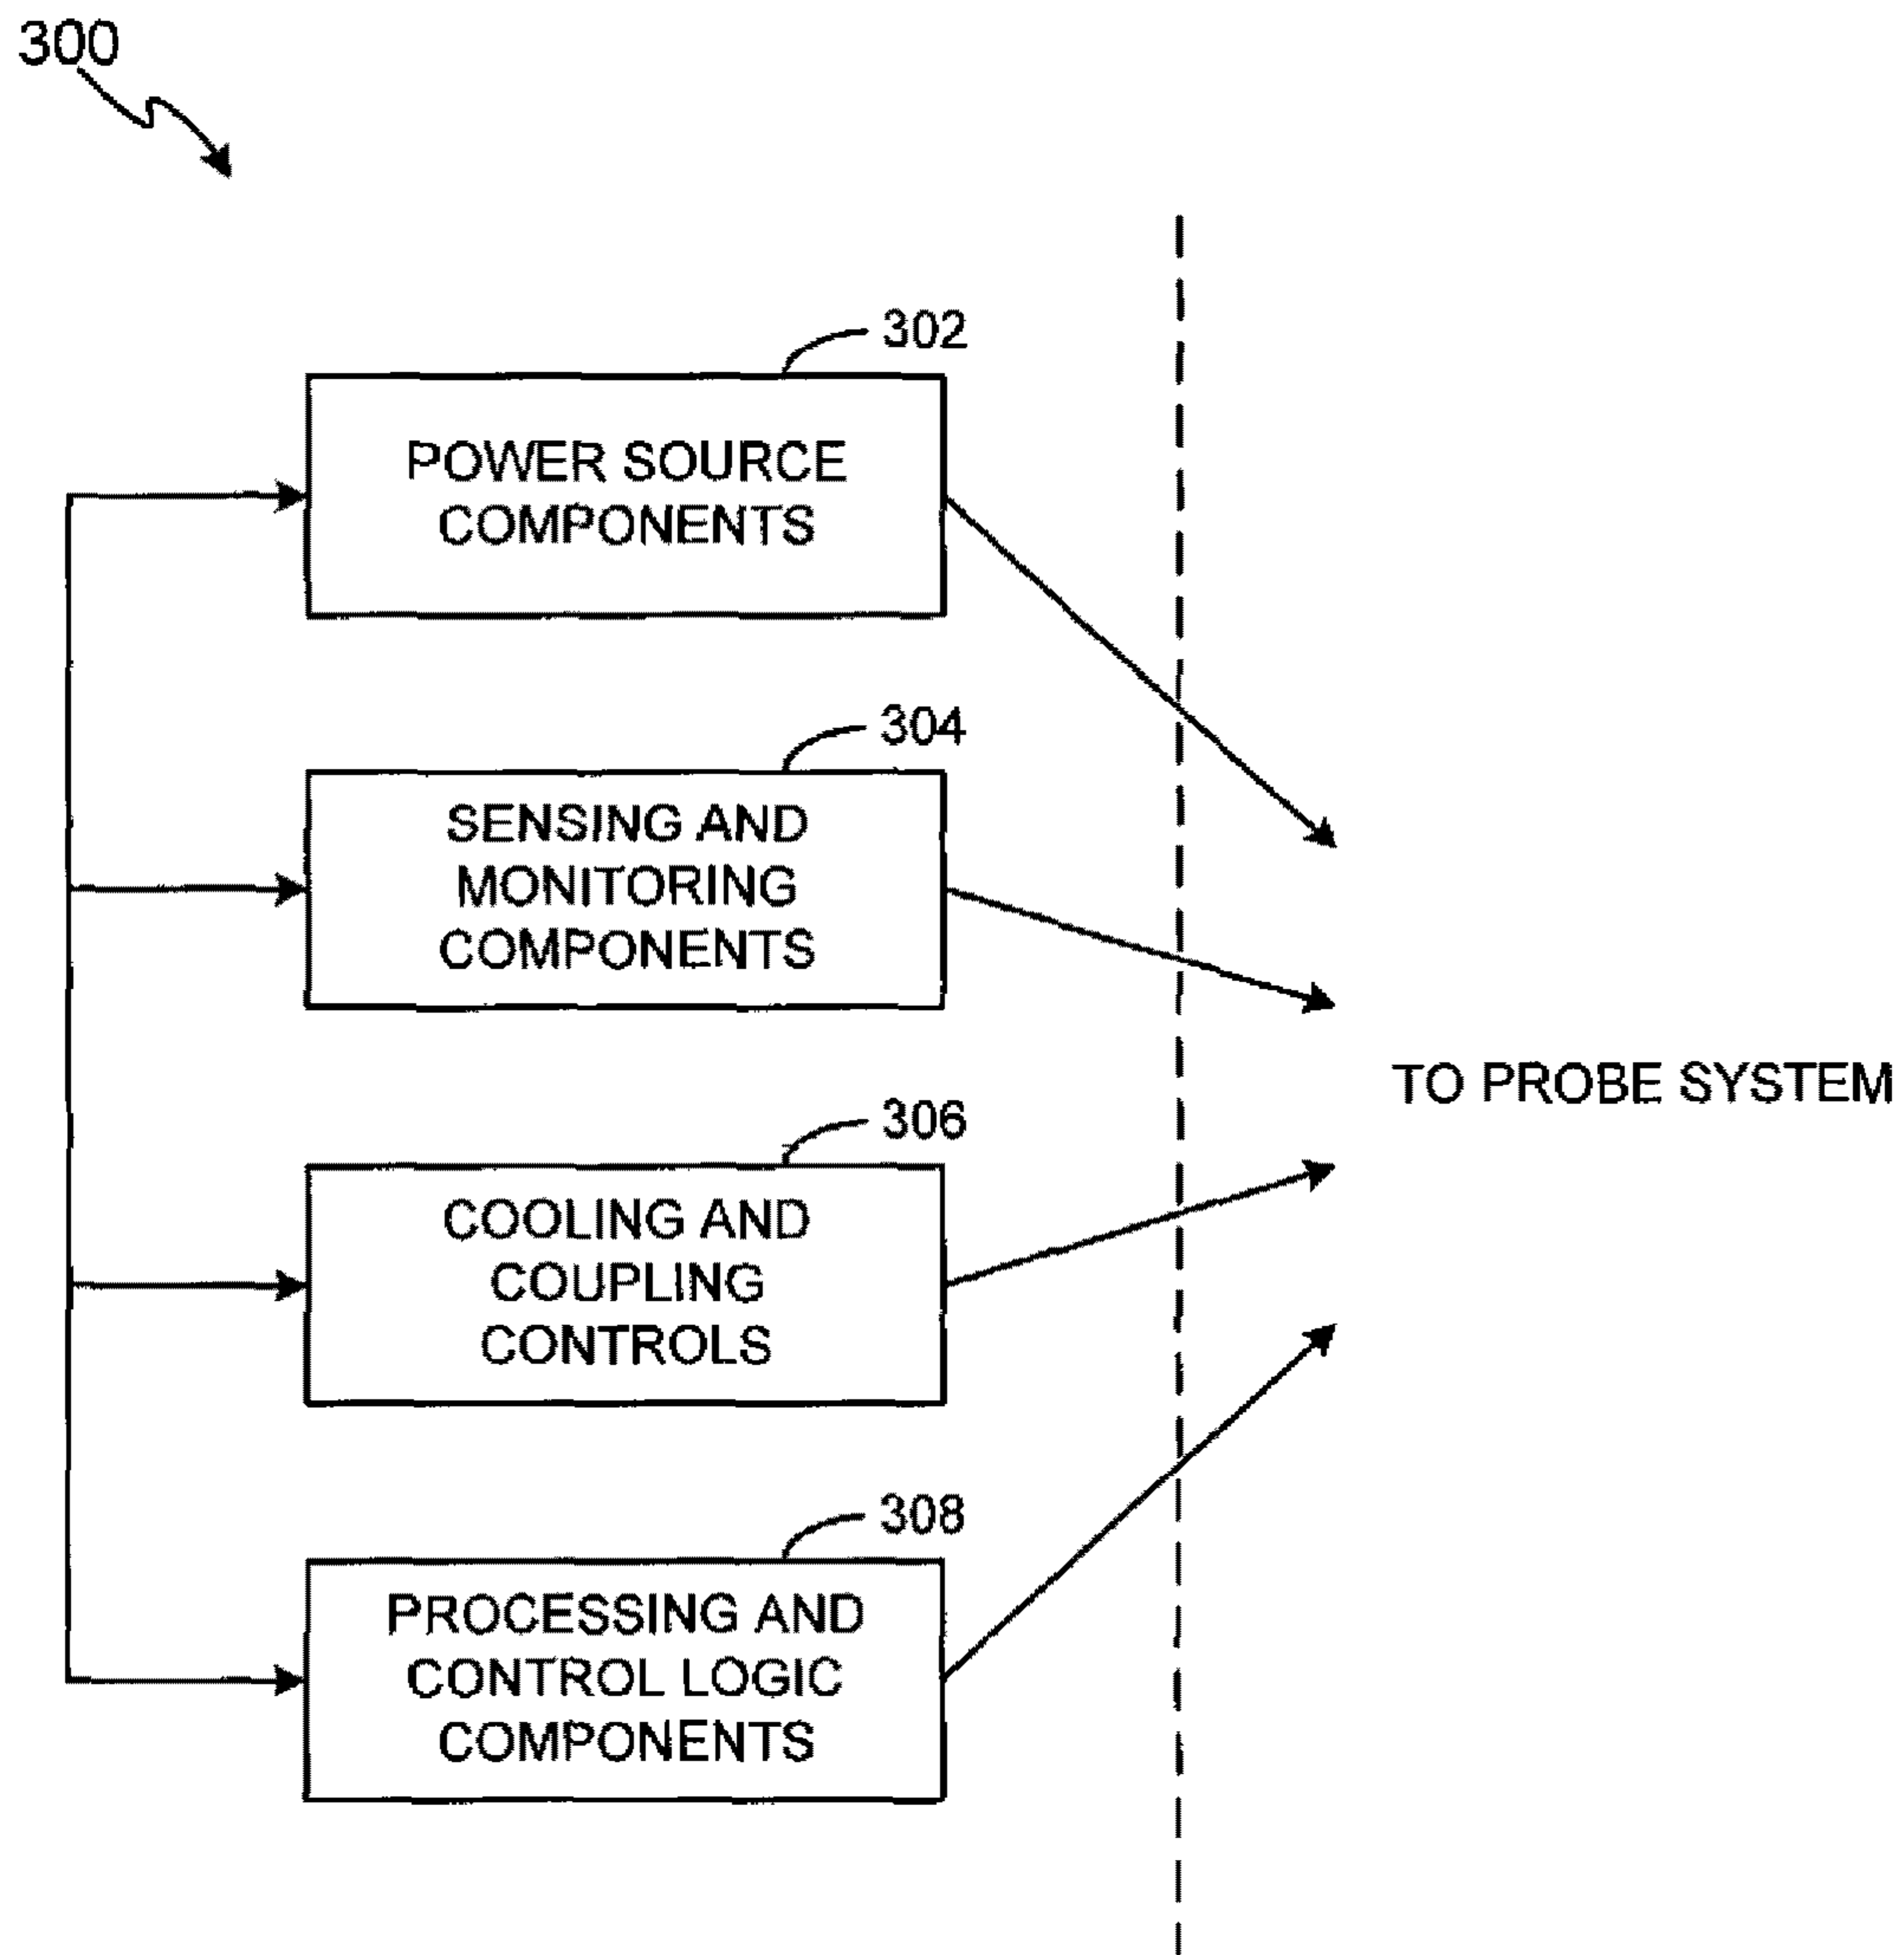 300
302
POWER SOURCE
COMPONENTS
304
SENSING AND
MONITORING
COMPONENTS
TO PROBE SYSTEM
306
COOLING AND
COUPLING
CONTROLS
308
PROCESSING AND
CONTROL LOGIC
COMPONENTS